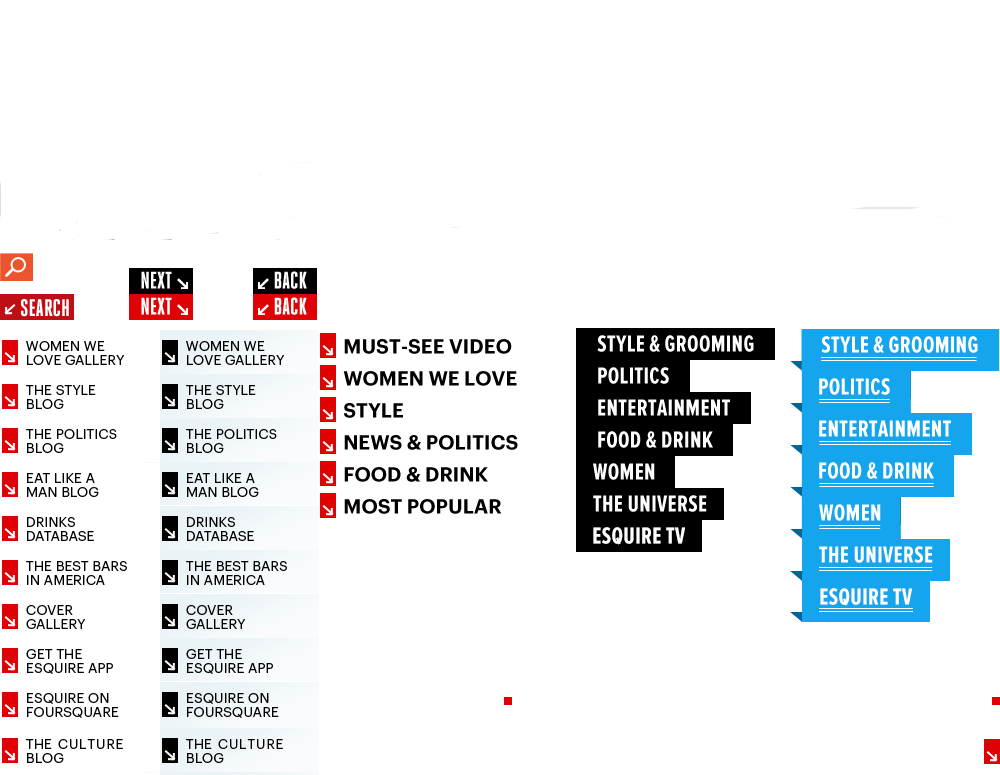 NEXT
BACK
SEARCH
NEXT
BACK
WOMEN WE
LOVE GALLERY
THE STYLE
BLOG
THE POLITICS
BLOG
EAT LIKE A
MAN BLOG
DRINKS
DATABASE
THE BEST BARS
IN AMERICA
COVER
GALLERY
GET THE
ESQUIRE APP
ESQUIRE ON
FOURSQUARE
THE CULTURE
BLOG
WOMEN WE
LOVE GALLERY
THE STYLE
BLOG
THE POLITICS
BLOG
EAT LIKE A
MAN BLOG
DRINKS
DATABASE
THE BEST BARS
IN AMERICA
COVER
GALLERY
GET THE
ESQUIRE APP
ESQUIRE ON
FOURSQUARE
THE CULTURE
BLOG
MUST-SEE VIDEO
WOMEN WE LOVE
STYLE
NEWS & POLITICS
FOOD & DRINK
MOST POPULAR
STYLE & GROOMING
POLITICS
ENTERTAINMENT
FOOD & DRINK
WOMEN
THE UNIVERSE
ESQUIRE TV
STYLE & GROOMING
POLITICS
ENTERTAINMENT
FOOD & DRINK
WOMEN
THE UNIVERSE
ESQUIRE TV